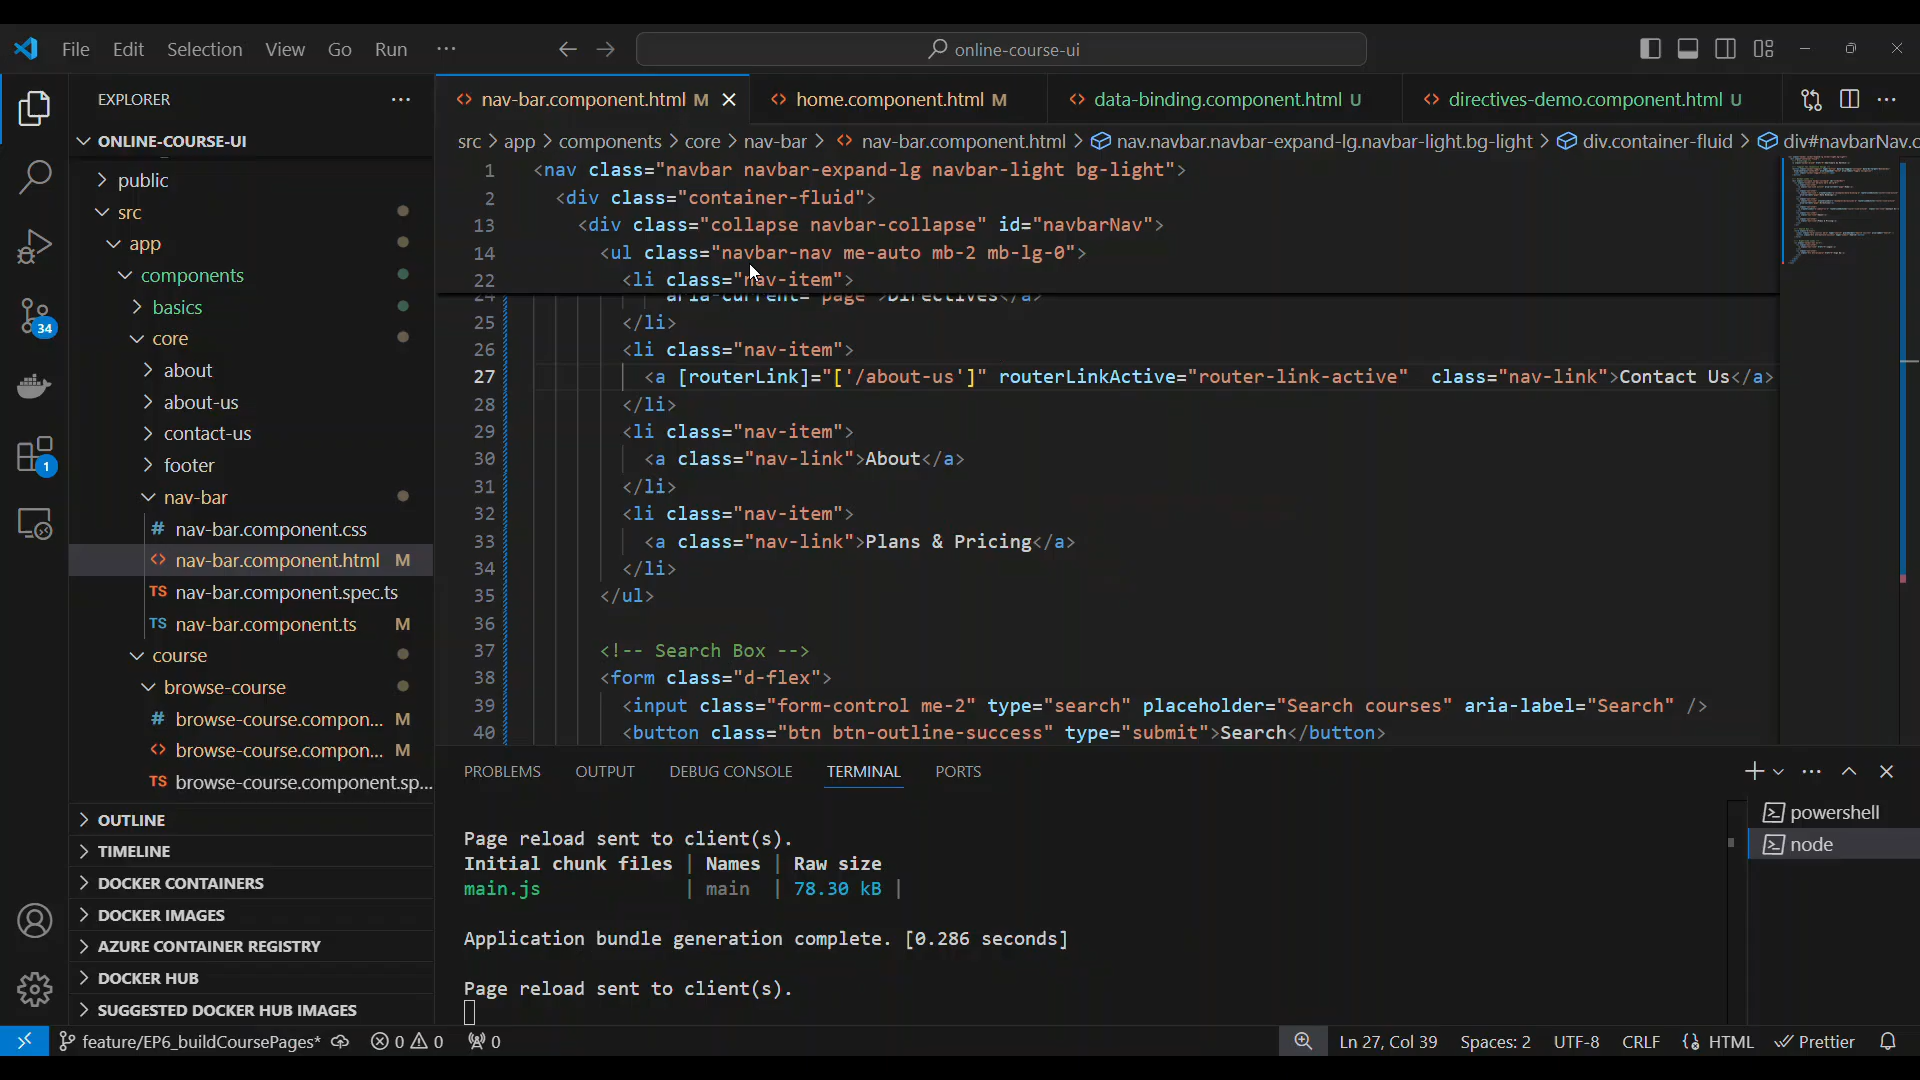 File Edit Selection View Go Run ···
online-course-ui
EXPLORER
nav-bar.component.html M
home.component.html M
data-binding.component.html U
directives-demo.component.html U
src > app > components > core > nav-bar > nav-bar.component.html > nav.navbar.navbar-expand-lg.navbar-light.bg-light > div.container-fluid > div#navbarNav.c
ONLINE-COURSE-UI
public
src
app
components
basics
core
about
about-us
contact-us
footer
nav-bar
nav-bar.component.css
nav-bar.component.html M
nav-bar.component.spec.ts
nav-bar.component.ts M
course
browse-course
browse-course.compon... M
browse-course.compon... M
browse-course.component.sp...
OUTLINE
TIMELINE
DOCKER CONTAINERS
DOCKER IMAGES
AZURE CONTAINER REGISTRY
DOCKER HUB
SUGGESTED DOCKER HUB IMAGES
34
1
1 <nav class="navbar navbar-expand-lg navbar-light bg-light">
2 <div class="container-fluid">
13 <div class="collapse navbar-collapse" id="navbarNav">
14 <ul class="navbar-nav me-auto mb-2 mb-lg-0">
22 <li class="nav-item">
24 aria-current="page">Directives</a>
25 </li>
26 <li class="nav-item">
27 <a [routerLink]="['/about-us']" routerLinkActive="router-link-active" class="nav-link">Contact Us</a>
28 </li>
29 <li class="nav-item">
30 <a class="nav-link">About</a>
31 </li>
32 <li class="nav-item">
33 <a class="nav-link">Plans & Pricing</a>
34 </li>
35 </ul>
36
37 <!-- Search Box -->
38 <form class="d-flex">
39 <input class="form-control me-2" type="search" placeholder="Search courses" aria-label="Search" />
40 <button class="btn btn-outline-success" type="submit">Search</button>
PROBLEMS OUTPUT DEBUG CONSOLE TERMINAL PORTS
powershell
node
Page reload sent to client(s).
Initial chunk files | Names | Raw size
main.js | main | 78.30 kB |
Application bundle generation complete. [0.286 seconds]
Page reload sent to client(s).
feature/EP6_buildCoursePages* 0 0 0
Ln 27, Col 39 Spaces: 2 UTF-8 CRLF HTML Prettier